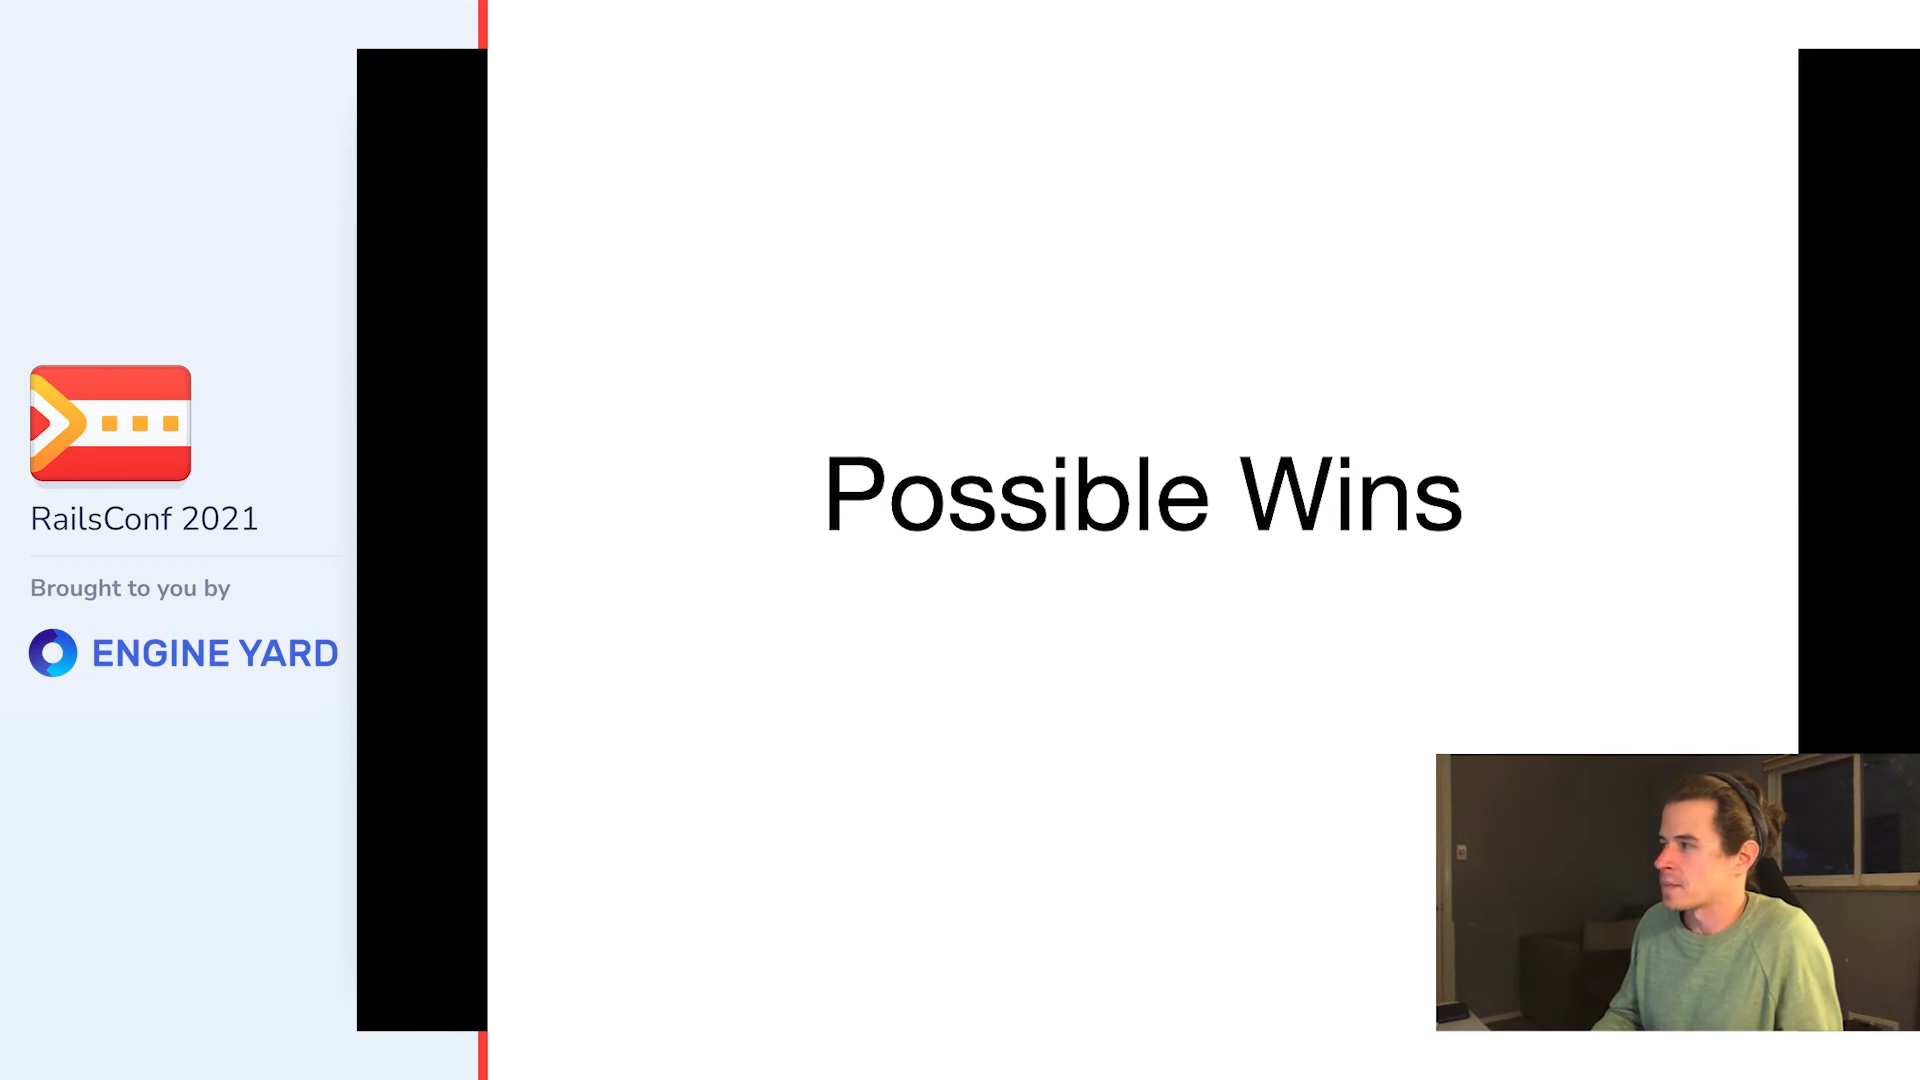 RailsConf 2021
Brought to you by
ENGINE YARD
Possible Wins